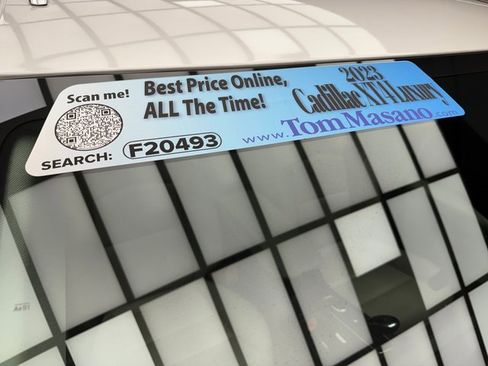 Scan me!
Best Price Online,
ALL The Time!
SEARCH: F20493
2023
Cadillac XT4 Luxury
www.TomMasano.com